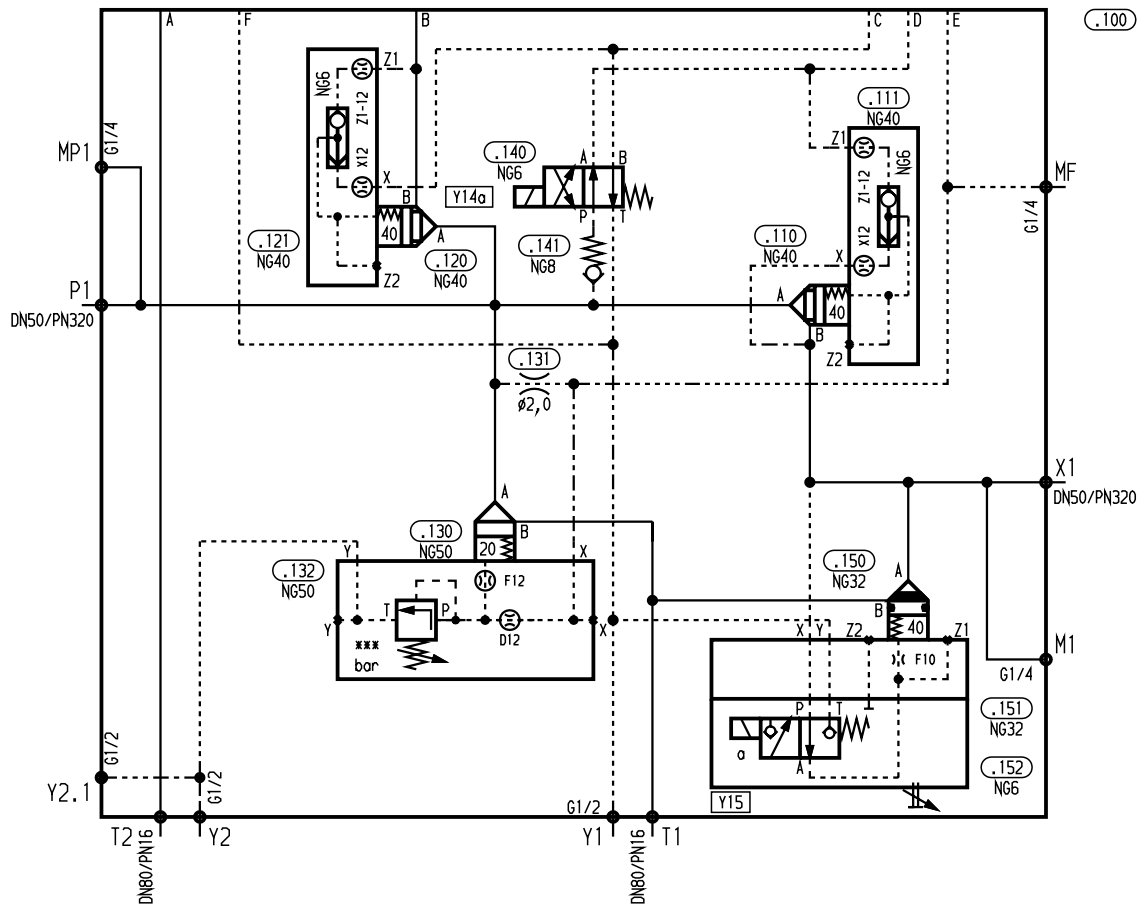 A
F
B
C
D
E
.100
Z1
NG6
Z1-12
X12
X
B
40
A
Z2
.121
NG40
.120
NG40
Y14a
.140
NG6
A
B
P
T
.141
NG8
.111
NG40
Z1
NG6
Z1-12
X12
.110
NG40
X
A
40
B
Z2
MP1
G1/4
MF
G1/4
P1
DN50/PN320
.131
ø2,0
X1
DN50/PN320
A
.130
NG50
B
20
X
Y
F12
.132
NG50
T
P
Y
D12
X
***
bar
.150
NG32
A
B
40
X
Y
Z2
Z1
F10
M1
G1/4
P
T
a
A
.151
NG32
.152
NG6
Y15
G1/2
Y2.1
G1/2
G1/2
T2
DN80/PN16
Y2
Y1
DN80/PN16
T1